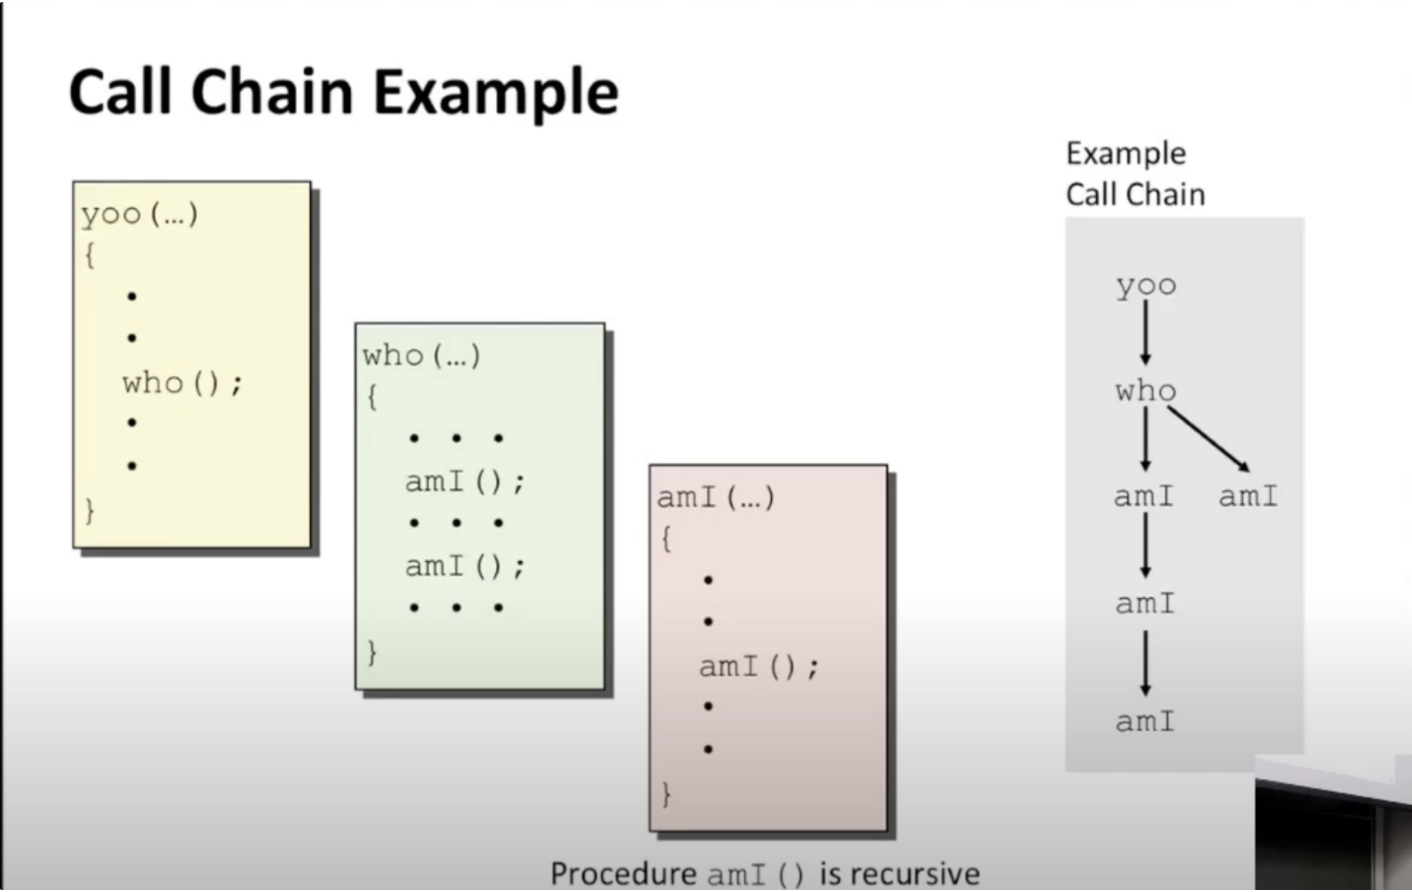 Call Chain Example
yoo(…)
{
•
•
who();
•
•
}
who(…)
{
• • •
amI();
• • •
amI();
• • •
}
amI(…)
{
•
•
amI();
•
•
}
Procedure amI() is recursive
Example
Call Chain
yoo
who
amI amI
amI
amI